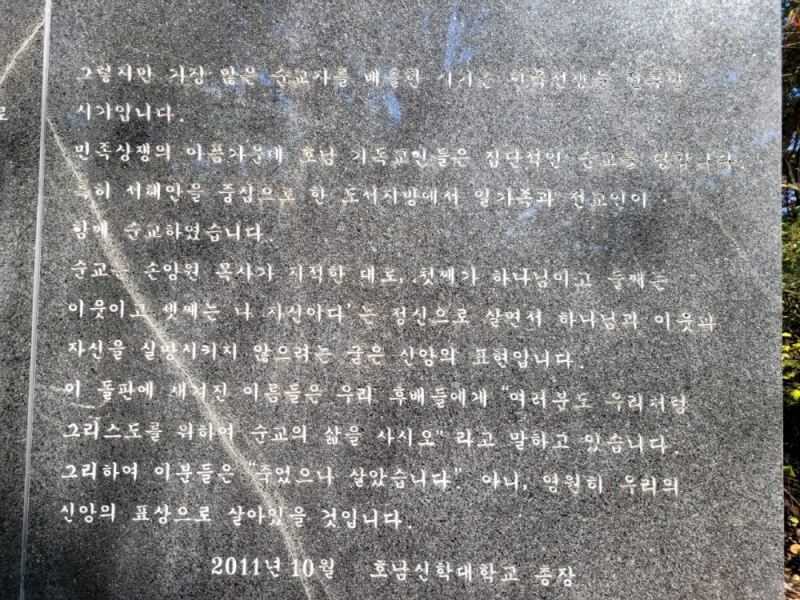 그렇지만 가장 많은 순교자를 배출한 시기는 한국전쟁을 전후한
시기입니다.
로
민족상쟁의 아픔가운데 호남 기독교인들은 집단적인 순교를 당합니다.
특히 서해안을 중심으로 한 도서지방에서 일가족과 전교인이
함께 순교하였습니다.
순교는 손양원 목사가 지적한 대로, '첫째가 하나님이고 둘째는
이웃이고 셋째는 나 자신이다'는 정신으로 살면서 하나님과 이웃과
자신을 실망시키지 않으려는 굵은 신앙의 표현입니다.
이 돌판에 새겨진 이름들은 우리 후배들에게 "여러분도 우리처럼
그리스도를 위하여 순교의 삶을 사시오" 라고 말하고 있습니다.
그리하여 이분들은 "죽었으나 살았습니다". 아니, 영원히 우리의
신앙의 표상으로 살아있을 것입니다.
2011년 10월 호남신학대학교 총장